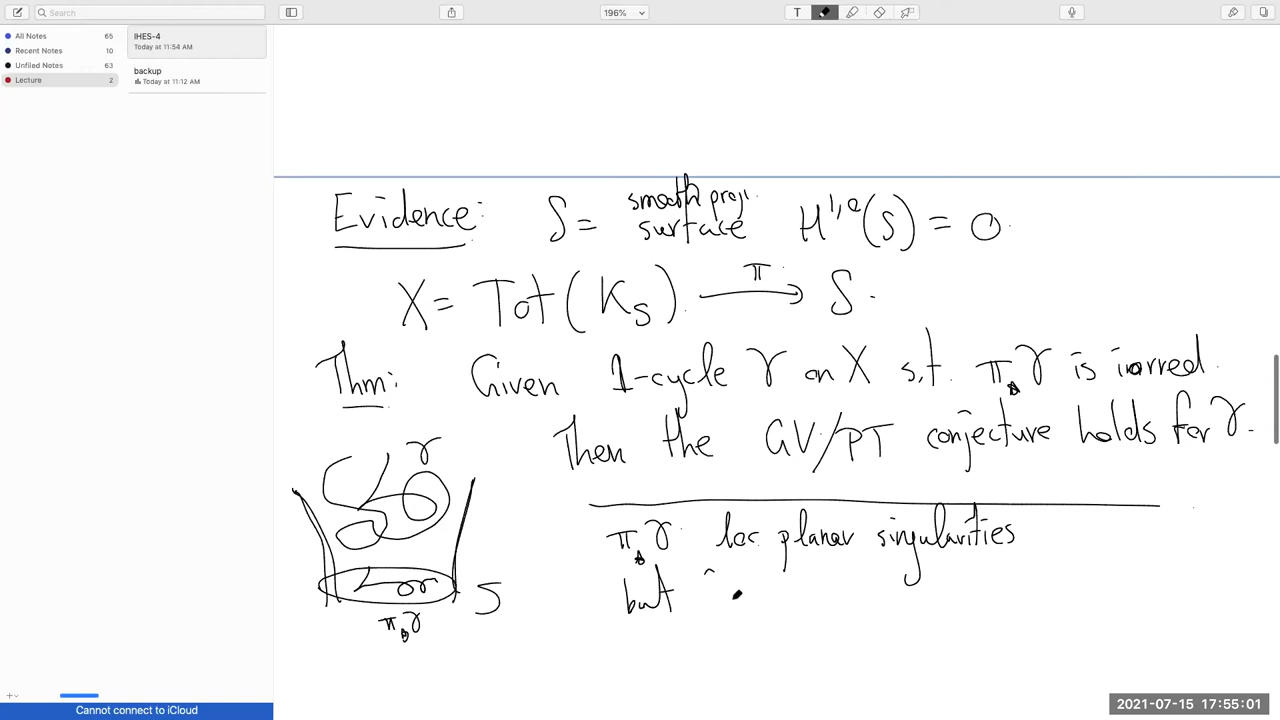 Search
196%
T
All Notes 65
Recent Notes 10
Unfiled Notes 63
Lecture 2
IHES-4
Today at 11:54 AM
backup
Today at 11:12 AM
Evidence: S = smooth proj. surface H^{1,0}(S) = 0.
X = Tot(K_S) \xrightarrow{π} S.
Thm: Given 1-cycle γ on X s.t. π_*γ is irred.
Then the GV/PT conjecture holds for γ.
γ
S
π_*γ
π_*γ loc. planar singularities
but
Cannot connect to iCloud
2021-07-15 17:55:01